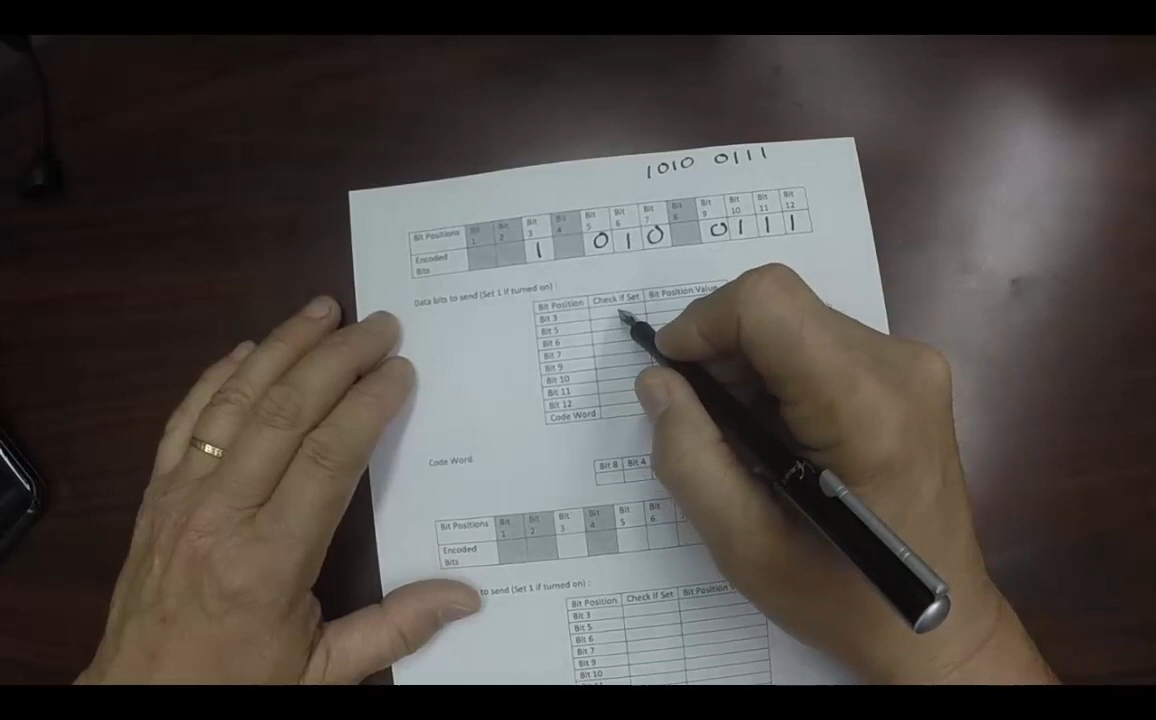 1010 0111
Bit Positions Bit 1 Bit 2 Bit 3 Bit 4 Bit 5 Bit 6 Bit 7 Bit 8 Bit 9 Bit 10 Bit 11 Bit 12
Encoded Bits 1 0 1 0 0 1 1 1
Data bits to send (Set 1 if turned on) :
Bit Position Check If Set Bit Position Value
Bit 3
Bit 5
Bit 6
Bit 7
Bit 9
Bit 10
Bit 11
Bit 12
Code Word
Code Word Bit 8 Bit 4
Bit Positions Bit 1 Bit 2 Bit 3 Bit 4 Bit 5 Bit 6
Encoded Bits
to send (Set 1 if turned on) :
Bit Position Check If Set Bit Position
Bit 3
Bit 5
Bit 6
Bit 7
Bit 9
Bit 10